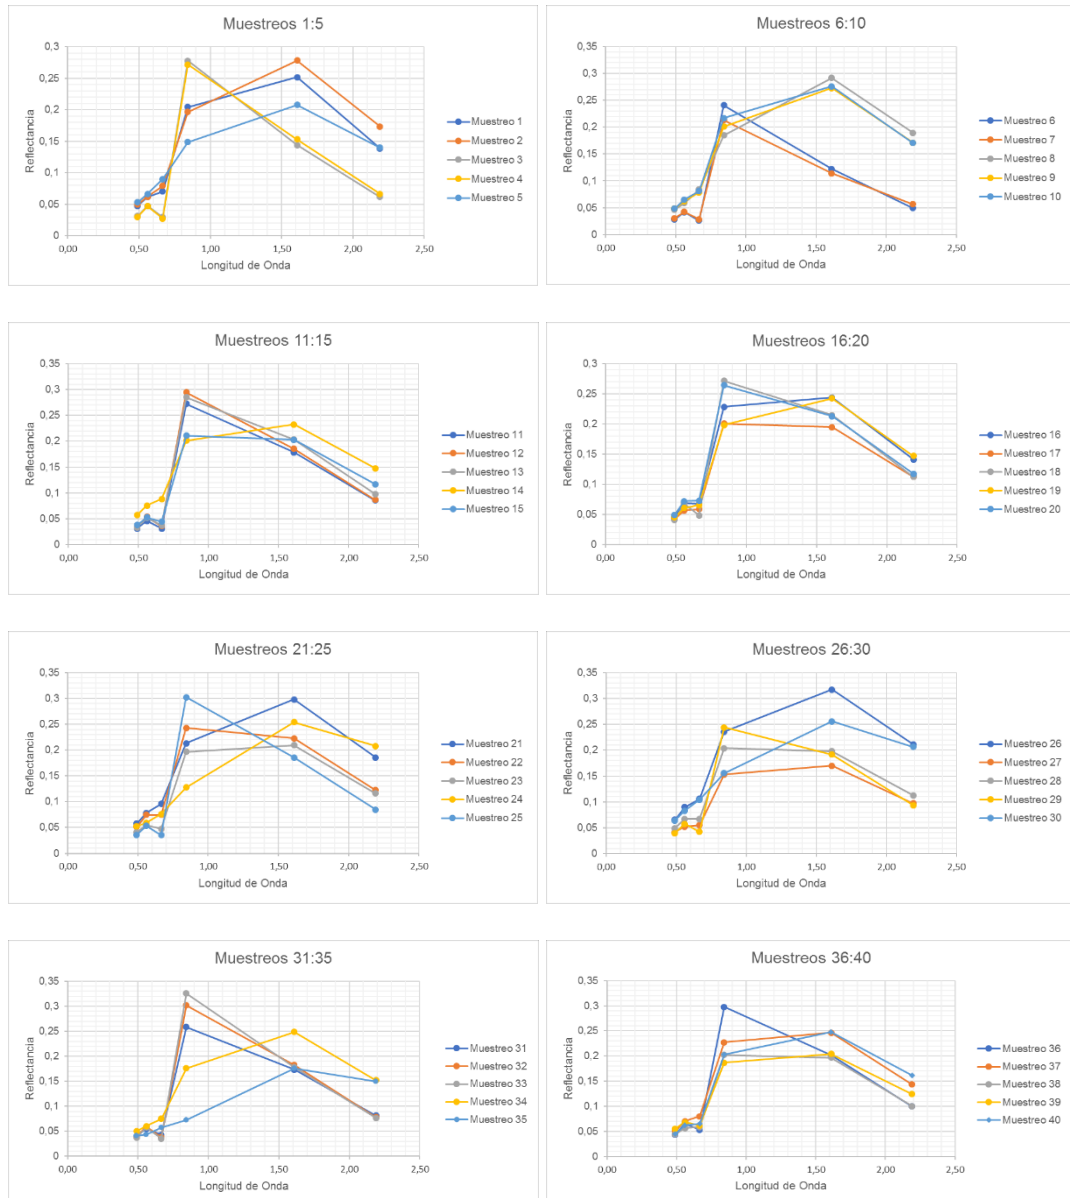 Muestreos 1:5
Reflectancia
0,3
0,25
0,2
0,15
0,1
0,05
0
0,00 0,50 1,00 1,50 2,00 2,50
Longitud de Onda
Muestreo 1
Muestreo 2
Muestreo 3
Muestreo 4
Muestreo 5
Muestreos 6:10
Reflectancia
0,35
0,3
0,25
0,2
0,15
0,1
0,05
0
0,00 0,50 1,00 1,50 2,00 2,50
Longitud de Onda
Muestreo 6
Muestreo 7
Muestreo 8
Muestreo 9
Muestreo 10
Muestreos 11:15
Reflectancia
0,35
0,3
0,25
0,2
0,15
0,1
0,05
0
0,00 0,50 1,00 1,50 2,00 2,50
Longitud de Onda
Muestreo 11
Muestreo 12
Muestreo 13
Muestreo 14
Muestreo 15
Muestreos 16:20
Reflectancia
0,3
0,25
0,2
0,15
0,1
0,05
0
0,00 0,50 1,00 1,50 2,00 2,50
Longitud de Onda
Muestreo 16
Muestreo 17
Muestreo 18
Muestreo 19
Muestreo 20
Muestreos 21:25
Reflectancia
0,35
0,3
0,25
0,2
0,15
0,1
0,05
0
0,00 0,50 1,00 1,50 2,00 2,50
Longitud de Onda
Muestreo 21
Muestreo 22
Muestreo 23
Muestreo 24
Muestreo 25
Muestreos 26:30
Reflectancia
0,35
0,3
0,25
0,2
0,15
0,1
0,05
0
0,00 0,50 1,00 1,50 2,00 2,50
Longitud de Onda
Muestreo 26
Muestreo 27
Muestreo 28
Muestreo 29
Muestreo 30
Muestreos 31:35
Reflectancia
0,35
0,3
0,25
0,2
0,15
0,1
0,05
0
0,00 0,50 1,00 1,50 2,00 2,50
Longitud de Onda
Muestreo 31
Muestreo 32
Muestreo 33
Muestreo 34
Muestreo 35
Muestreos 36:40
Reflectancia
0,35
0,3
0,25
0,2
0,15
0,1
0,05
0
0,00 0,50 1,00 1,50 2,00 2,50
Longitud de Onda
Muestreo 36
Muestreo 37
Muestreo 38
Muestreo 39
Muestreo 40